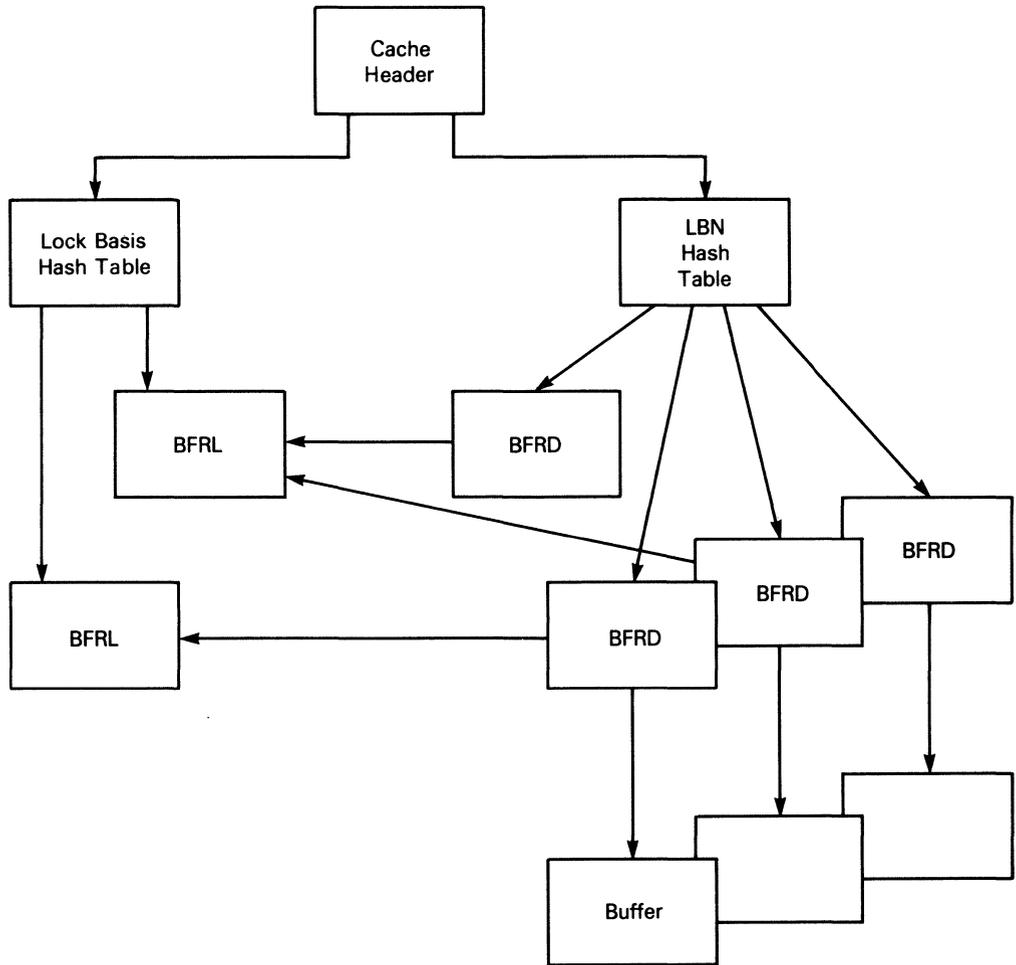 Cache
Header
Lock Basis
Hash Table
LBN
Hash
Table
BFRL
BFRD
BFRD
BFRD
BFRL
BFRD
Buffer